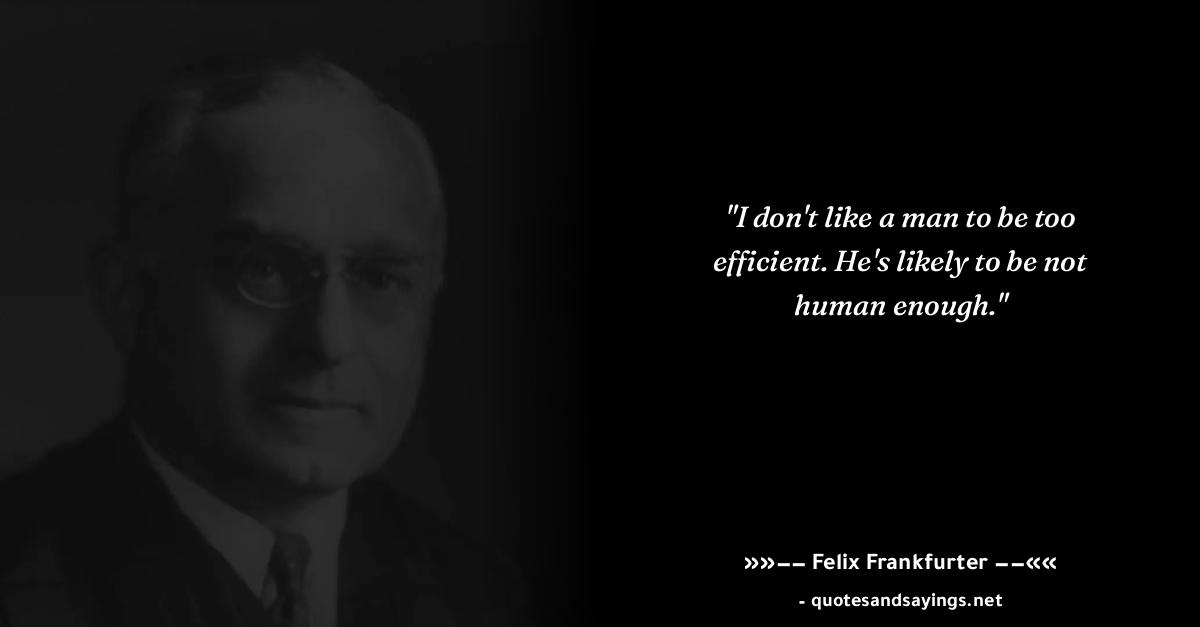 "I don't like a man to be too
efficient. He's likely to be not
human enough."
»»–– Felix Frankfurter ––««
- quotesandsayings.net